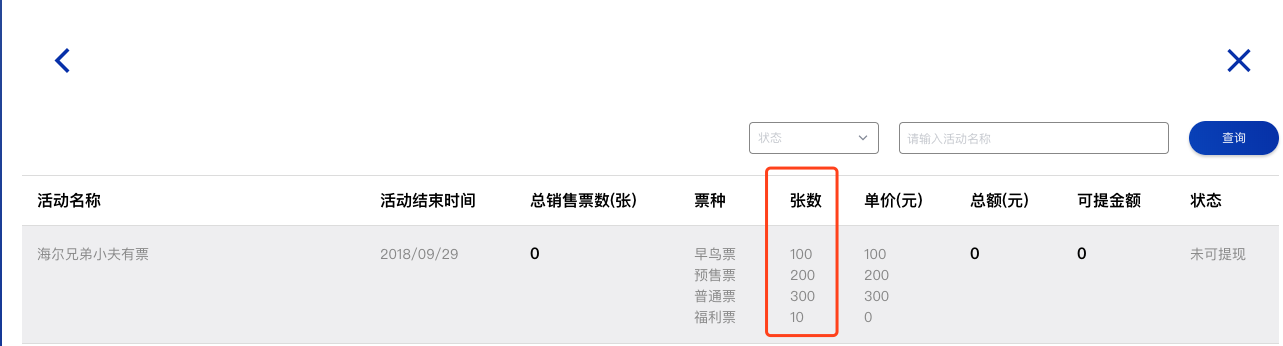 状态 请输入活动名称 查询
活动名称 活动结束时间 总销售票数(张) 票种 张数 单价(元) 总额(元) 可提金额 状态
海尔兄弟小夫有票 2018/09/29 0 早鸟票 100 100 0 0 未可提现
预售票 200 200
普通票 300 300
福利票 10 0